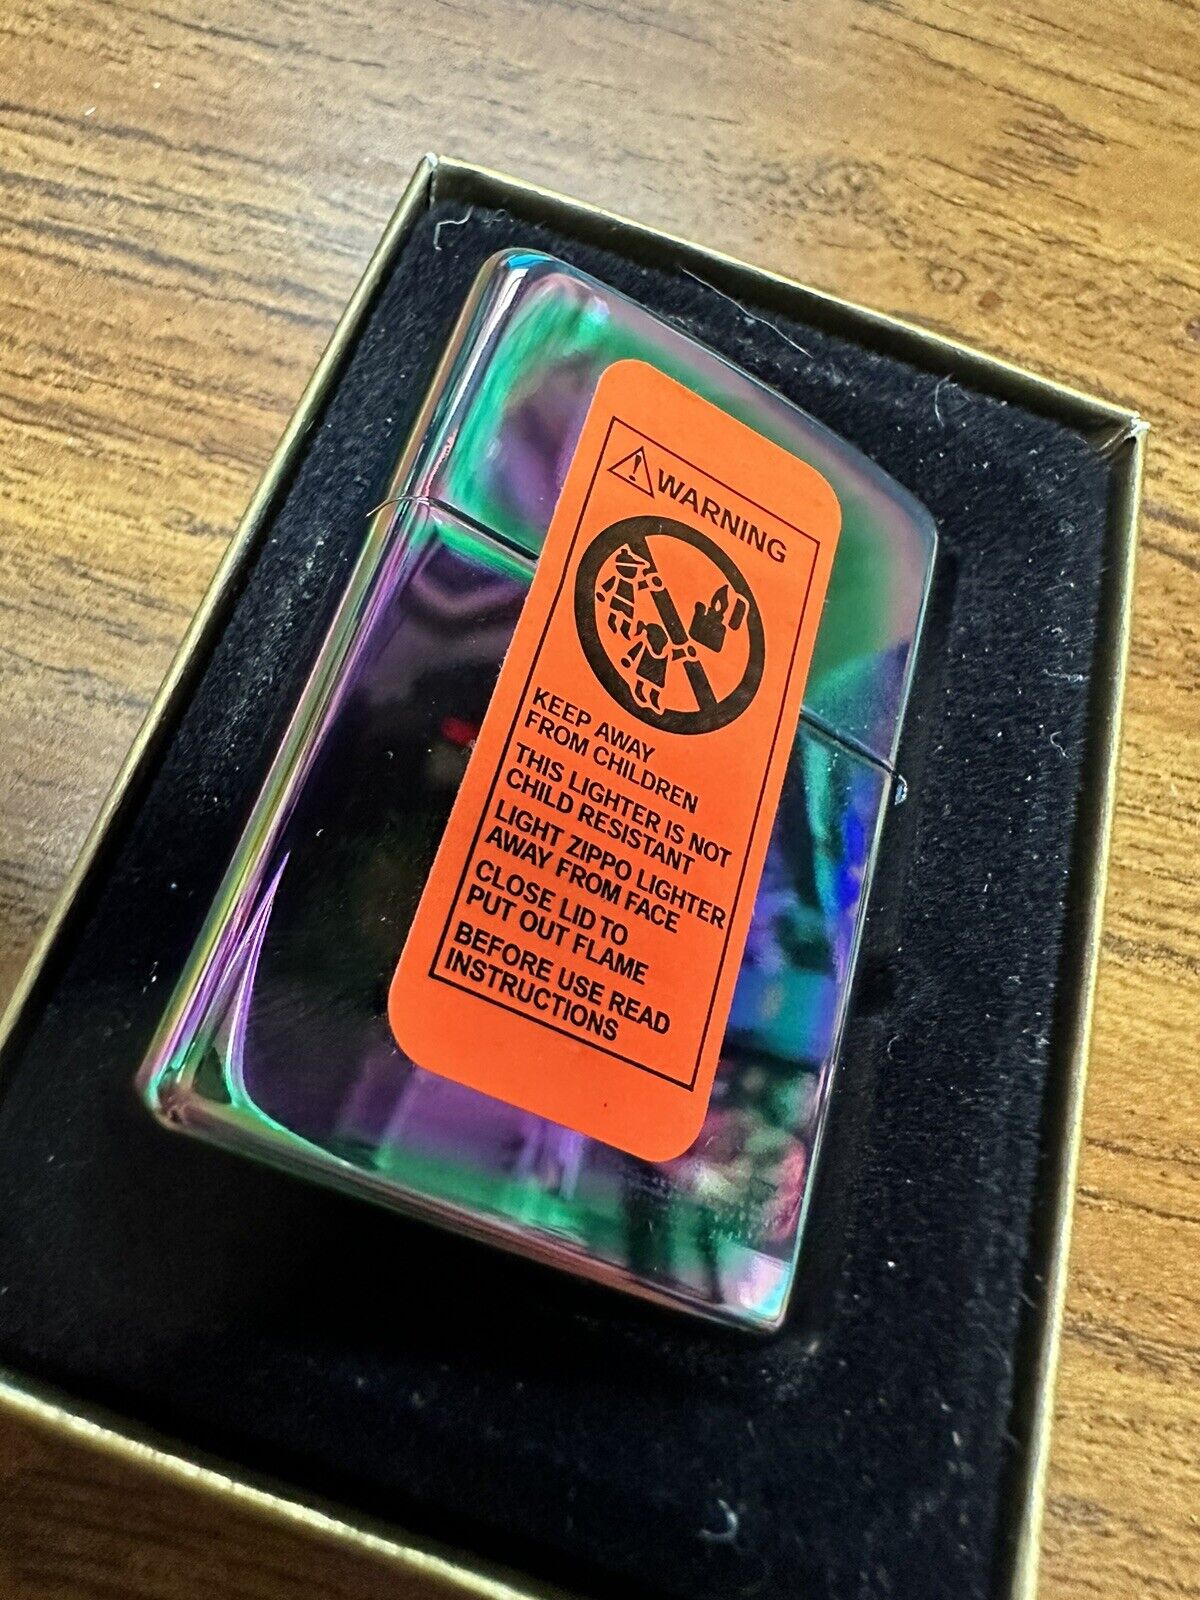 WARNING
KEEP AWAY
FROM CHILDREN
THIS LIGHTER IS NOT
CHILD RESISTANT
LIGHT ZIPPO LIGHTER
AWAY FROM FACE
CLOSE LID TO
PUT OUT FLAME
BEFORE USE READ
INSTRUCTIONS